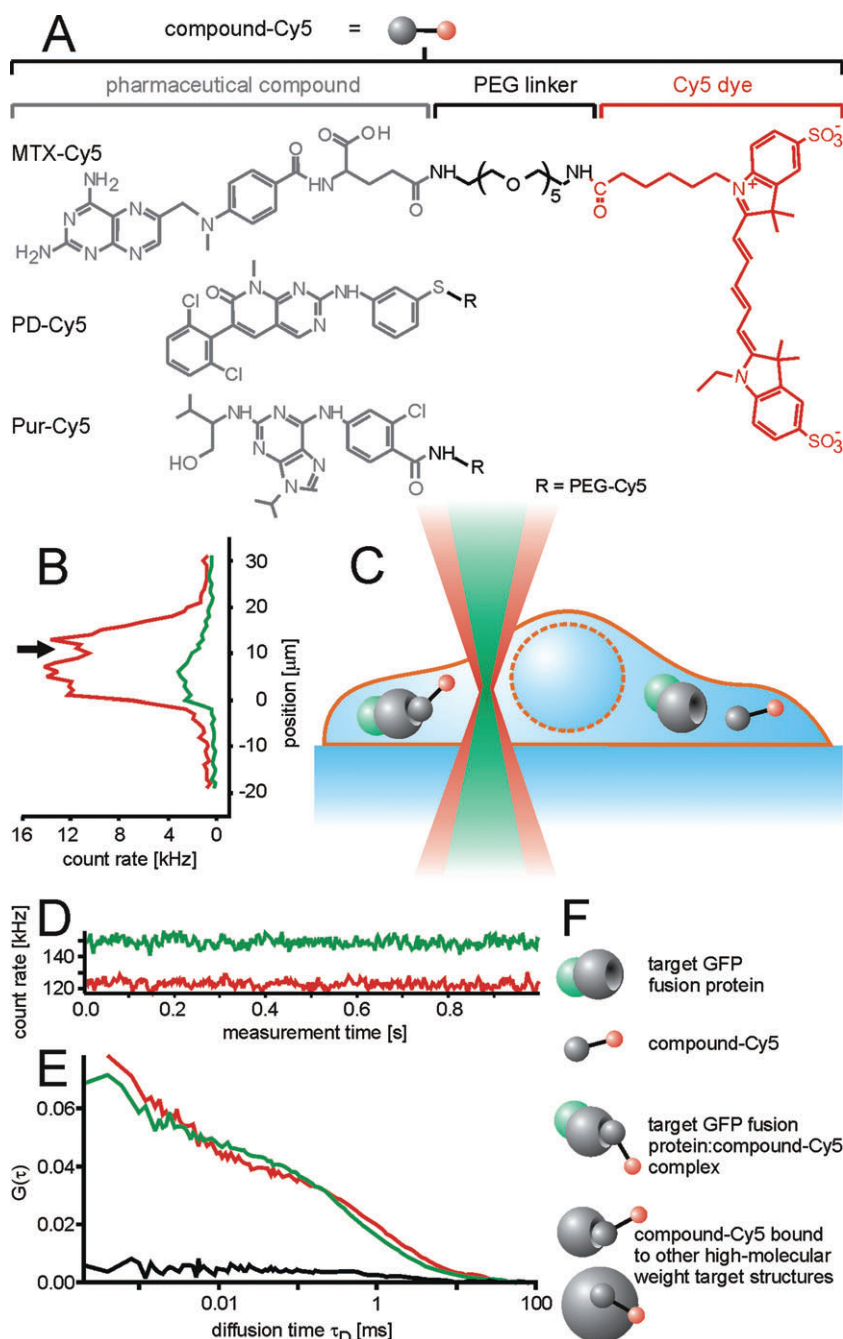 A
compound-Cy5 =
pharmaceutical compound PEG linker Cy5 dye
MTX-Cy5
NH2
H2N
N
N
N
N
N
O
N
H
O OH
O
NH
O
5
NH
O
C
N
+
SO3-
N
SO3-
PD-Cy5
Cl
O
N
N
N
NH
S
R
Cl
Pur-Cy5
HO
NH
N
N
NH
Cl
N
N
O
NH
R
R = PEG-Cy5
B
30
20
10
0
-10
-20
position [µm]
16 12 8 4 0
count rate [kHz]
C
D
count rate [kHz]
140
120
0.0 0.2 0.4 0.6 0.8
measurement time [s]
E
G(τ)
0.06
0.04
0.02
0.00
0.01 1 100
diffusion time τD [ms]
F
target GFP
fusion protein
compound-Cy5
target GFP fusion
protein:compound-Cy5
complex
compound-Cy5 bound
to other high-molecular
weight target structures